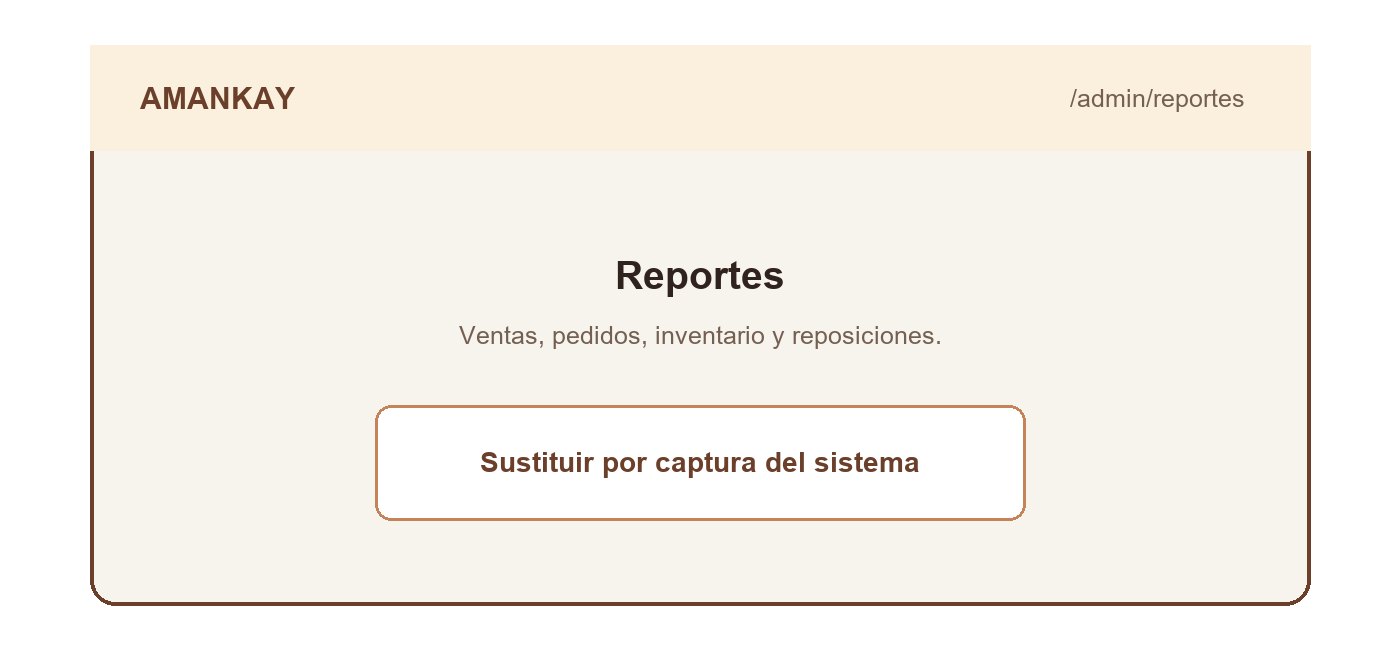 AMANKAY
/admin/reportes
Reportes
Ventas, pedidos, inventario y reposiciones.
Sustituir por captura del sistema